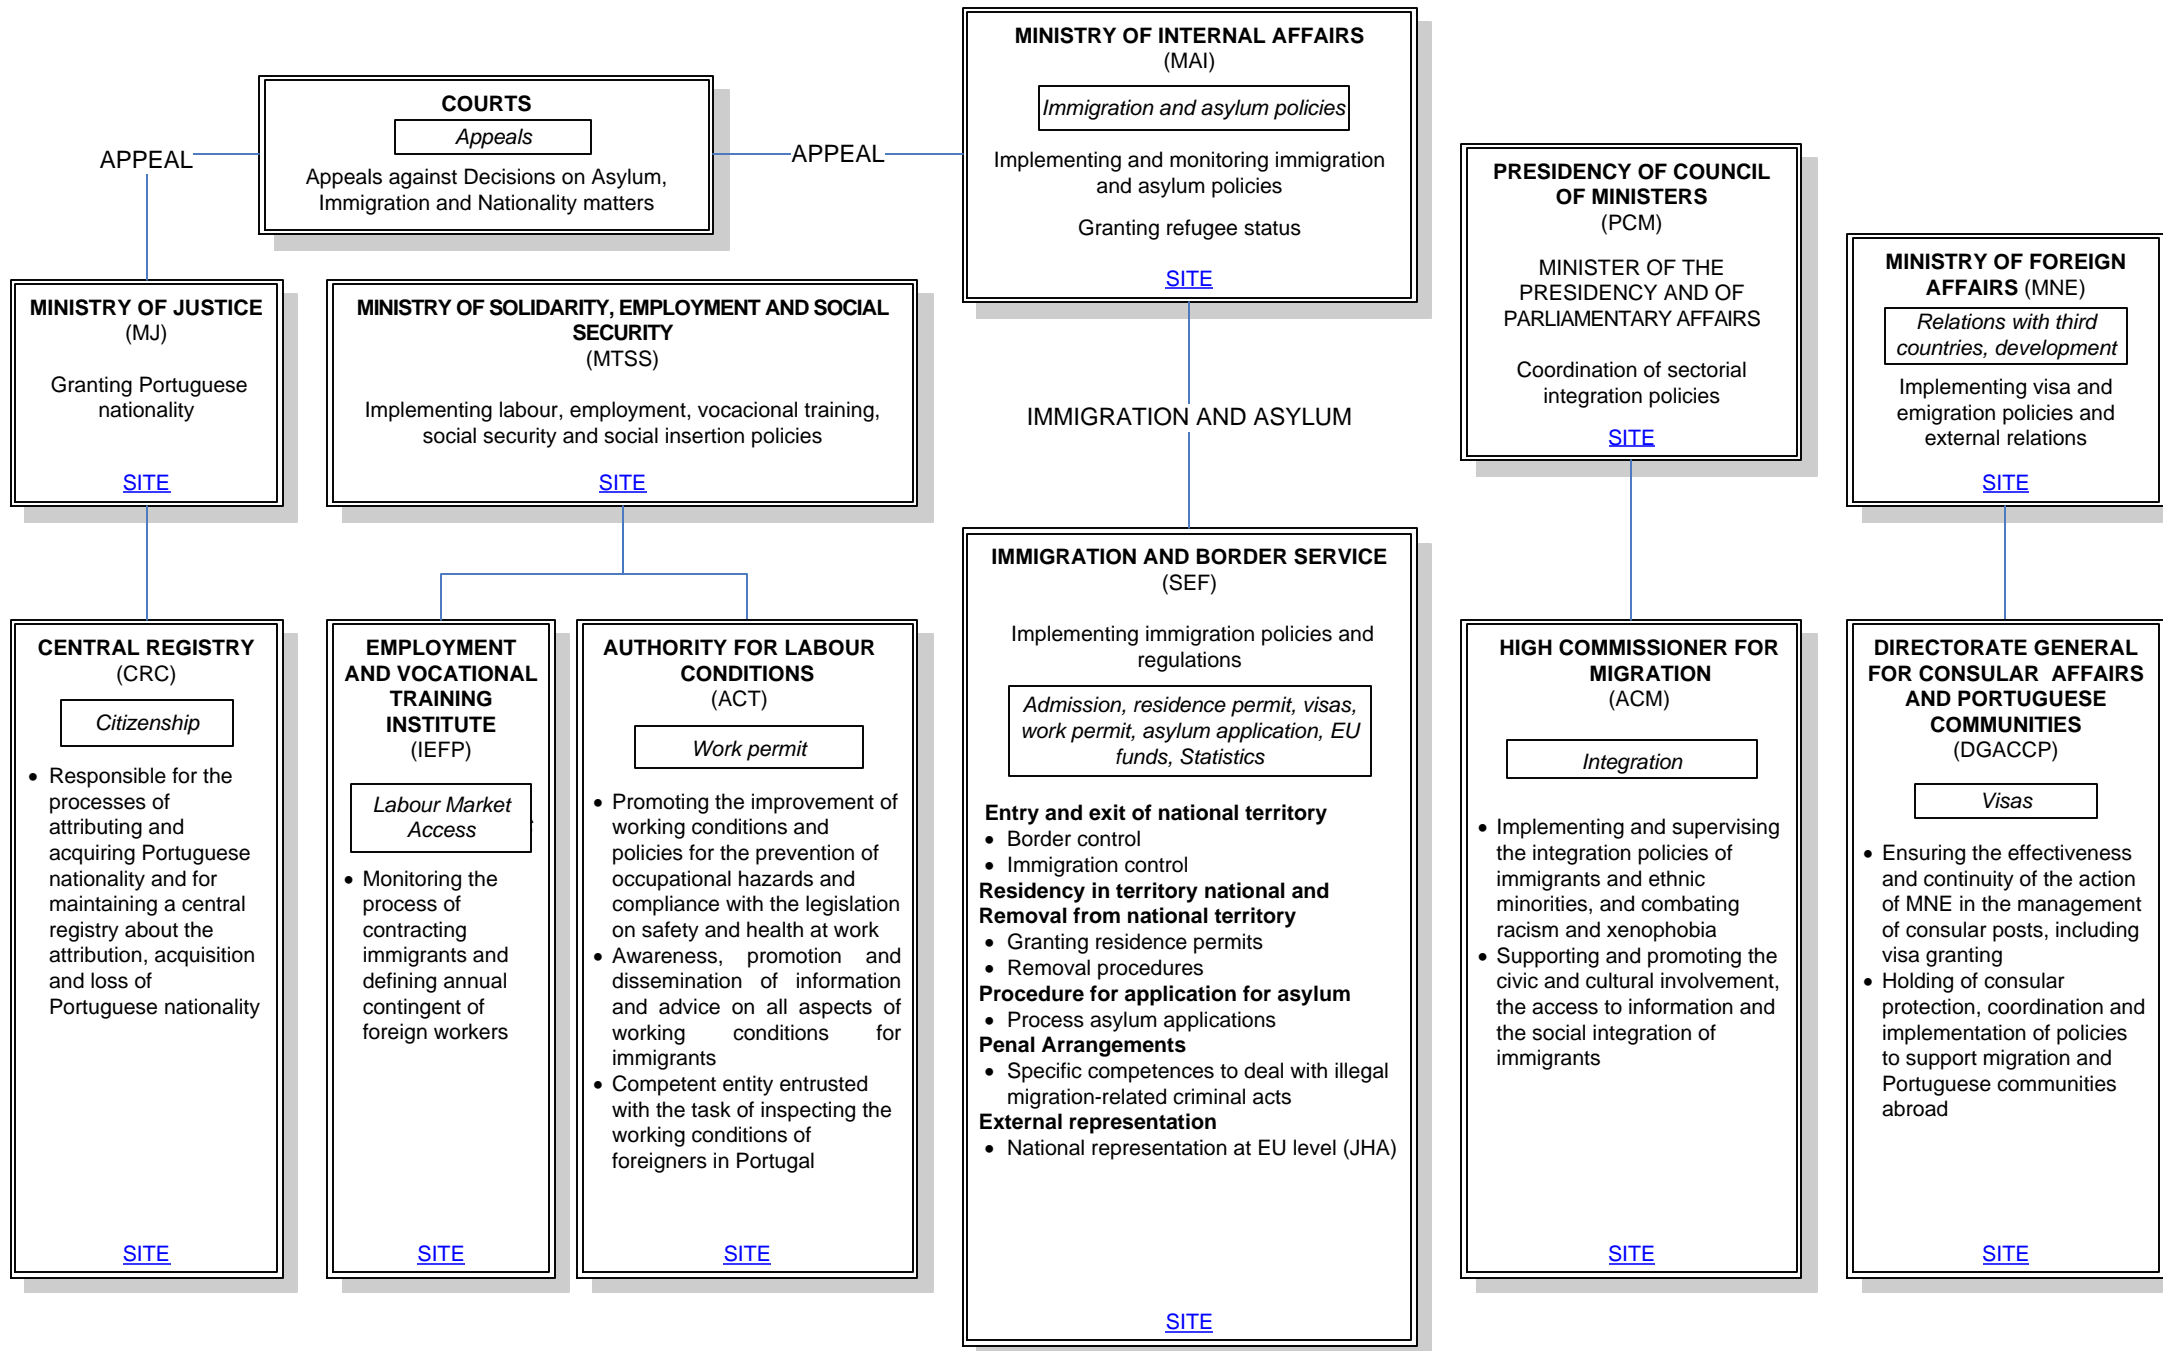 MINISTRY OF INTERNAL AFFAIRS
(MAI)
Immigration and asylum policies
Implementing and monitoring immigration
and asylum policies
Granting refugee status
SITE
COURTS
Appeals
Appeals against Decisions on Asylum,
Immigration and Nationality matters
APPEAL
APPEAL
PRESIDENCY OF COUNCIL
OF MINISTERS
(PCM)
MINISTER OF THE
PRESIDENCY AND OF
PARLIAMENTARY AFFAIRS
Coordination of sectorial
integration policies
SITE
MINISTRY OF FOREIGN
AFFAIRS (MNE)
Relations with third
countries, development
Implementing visa and
emigration policies and
external relations
SITE
MINISTRY OF JUSTICE
(MJ)
Granting Portuguese
nationality
SITE
MINISTRY OF SOLIDARITY, EMPLOYMENT AND SOCIAL
SECURITY
(MTSS)
Implementing labour, employment, vocacional training,
social security and social insertion policies
SITE
IMMIGRATION AND ASYLUM
CENTRAL REGISTRY
(CRC)
Citizenship
• Responsible for the
processes of
attributing and
acquiring Portuguese
nationality and for
maintaining a central
registry about the
attribution, acquisition
and loss of
Portuguese nationality
SITE
EMPLOYMENT
AND VOCATIONAL
TRAINING
INSTITUTE
(IEFP)
Labour Market
Access
• Monitoring the
process of
contracting
immigrants and
defining annual
contingent of
foreign workers
SITE
AUTHORITY FOR LABOUR
CONDITIONS
(ACT)
Work permit
• Promoting the improvement of
working conditions and
policies for the prevention of
occupational hazards and
compliance with the legislation
on safety and health at work
• Awareness, promotion and
dissemination of information
and advice on all aspects of
working conditions for
immigrants
• Competent entity entrusted
with the task of inspecting the
working conditions of
foreigners in Portugal
SITE
IMMIGRATION AND BORDER SERVICE
(SEF)
Implementing immigration policies and
regulations
Admission, residence permit, visas,
work permit, asylum application, EU
funds, Statistics
Entry and exit of national territory
• Border control
• Immigration control
Residency in territory national and
Removal from national territory
• Granting residence permits
• Removal procedures
Procedure for application for asylum
• Process asylum applications
Penal Arrangements
• Specific competences to deal with illegal
migration-related criminal acts
External representation
• National representation at EU level (JHA)
SITE
HIGH COMMISSIONER FOR
MIGRATION
(ACM)
Integration
• Implementing and supervising
the integration policies of
immigrants and ethnic
minorities, and combating
racism and xenophobia
• Supporting and promoting the
civic and cultural involvement,
the access to information and
the social integration of
immigrants
SITE
DIRECTORATE GENERAL
FOR CONSULAR AFFAIRS
AND PORTUGUESE
COMMUNITIES
(DGACCP)
Visas
• Ensuring the effectiveness
and continuity of the action
of MNE in the management
of consular posts, including
visa granting
• Holding of consular
protection, coordination and
implementation of policies
to support migration and
Portuguese communities
abroad
SITE